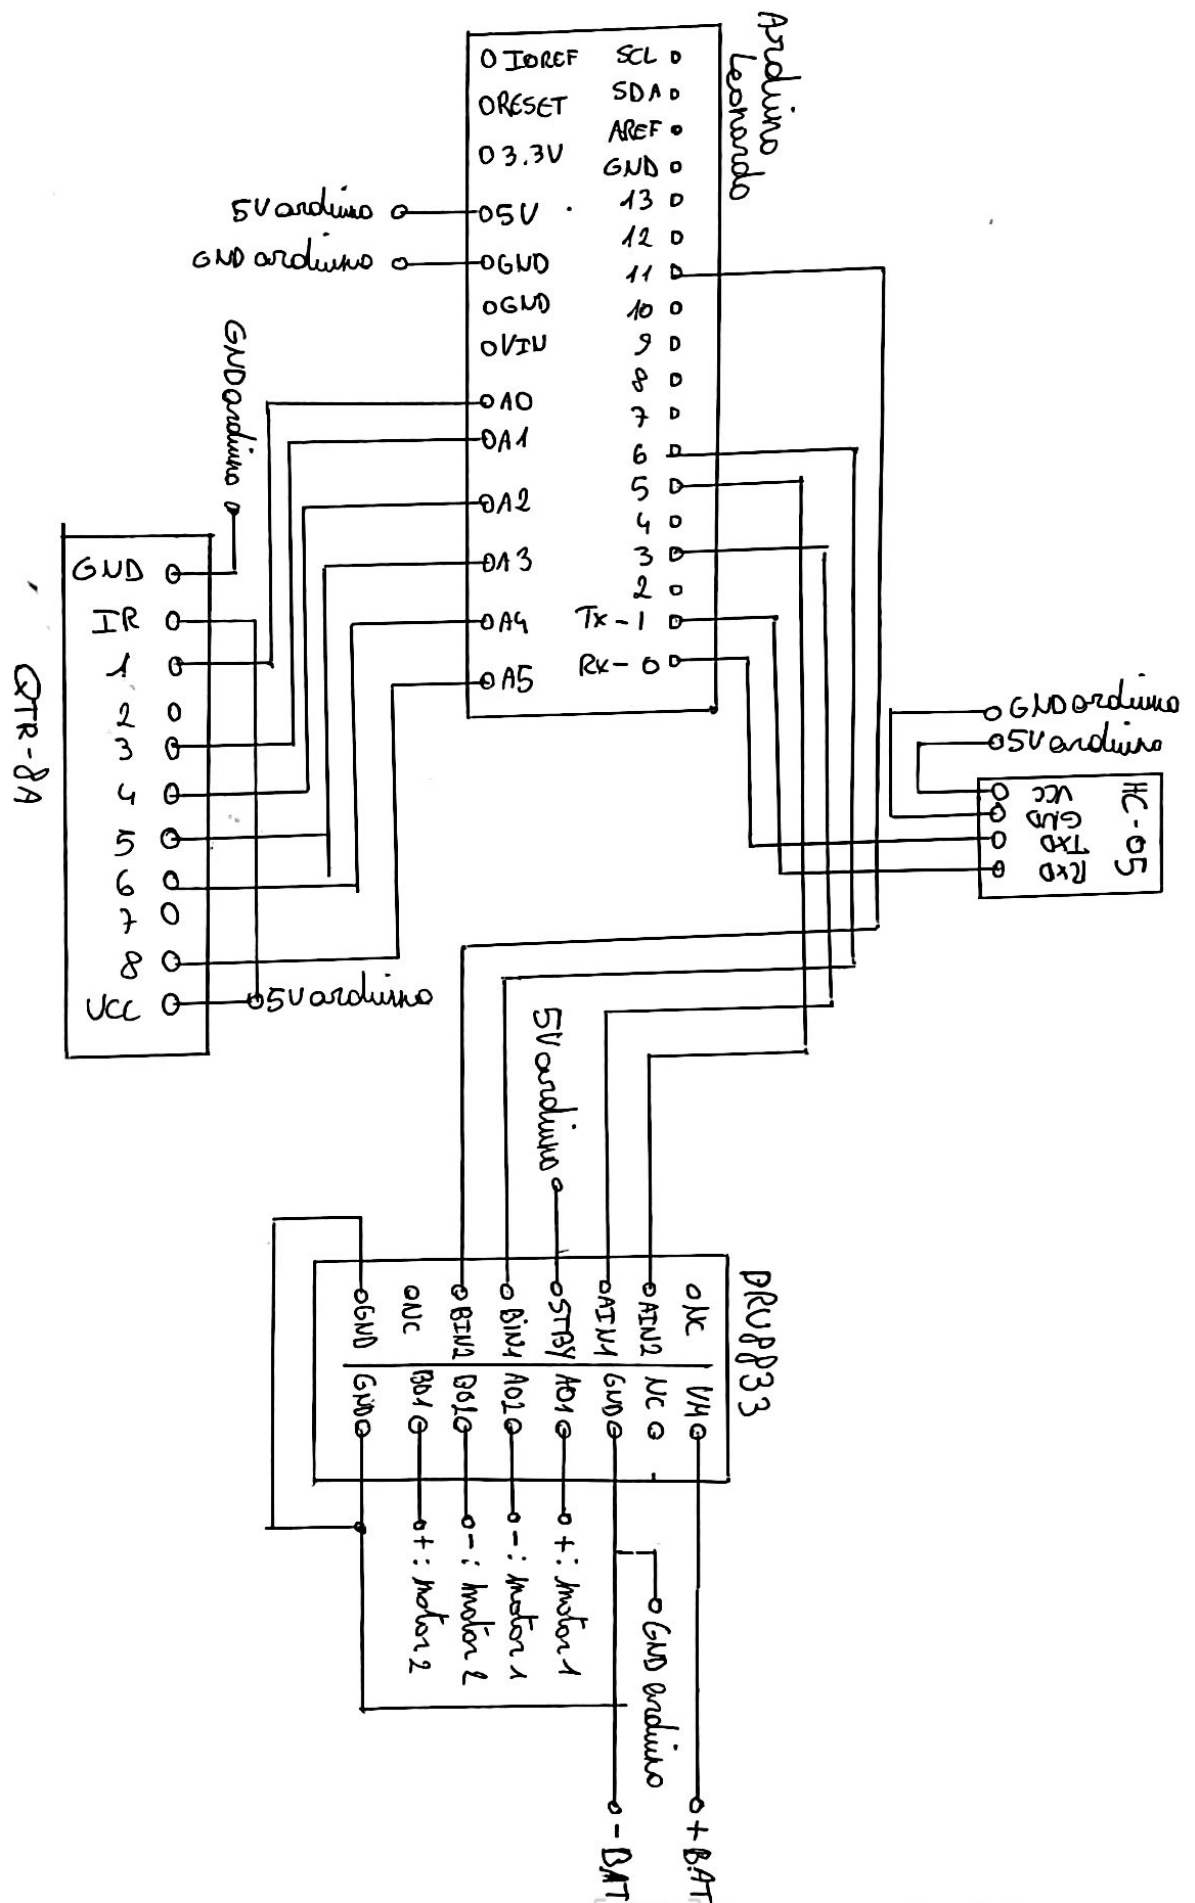 Arduino
Leonardo
IOREF SCL
RESET SDA
AREF
3.3V
GND
5V arduino
5V
13
12
GND arduino
GND
11
GND
10
VIN
9
8
7
A0
A1
6
5
A2
4
A3
3
2
A4
Tx-1
A5
Rx-0
GND arduino
QTR-8A
GND
IR
1
2
3
4
5
6
7
8
VCC
5V arduino
GND arduino
5V arduino
HC-05
VCC
GND
TXD
RXD
5V arduino
DRV8833
GND
NC
BIN2
BIN1
STBY
AIN1
AIN2
NC
GND
BO1
BO2
AO2
AO1
GND
NC
VM
+: motor 2
-: motor 2
-: motor 1
+: motor 1
GND arduino
-BAT
+BAT